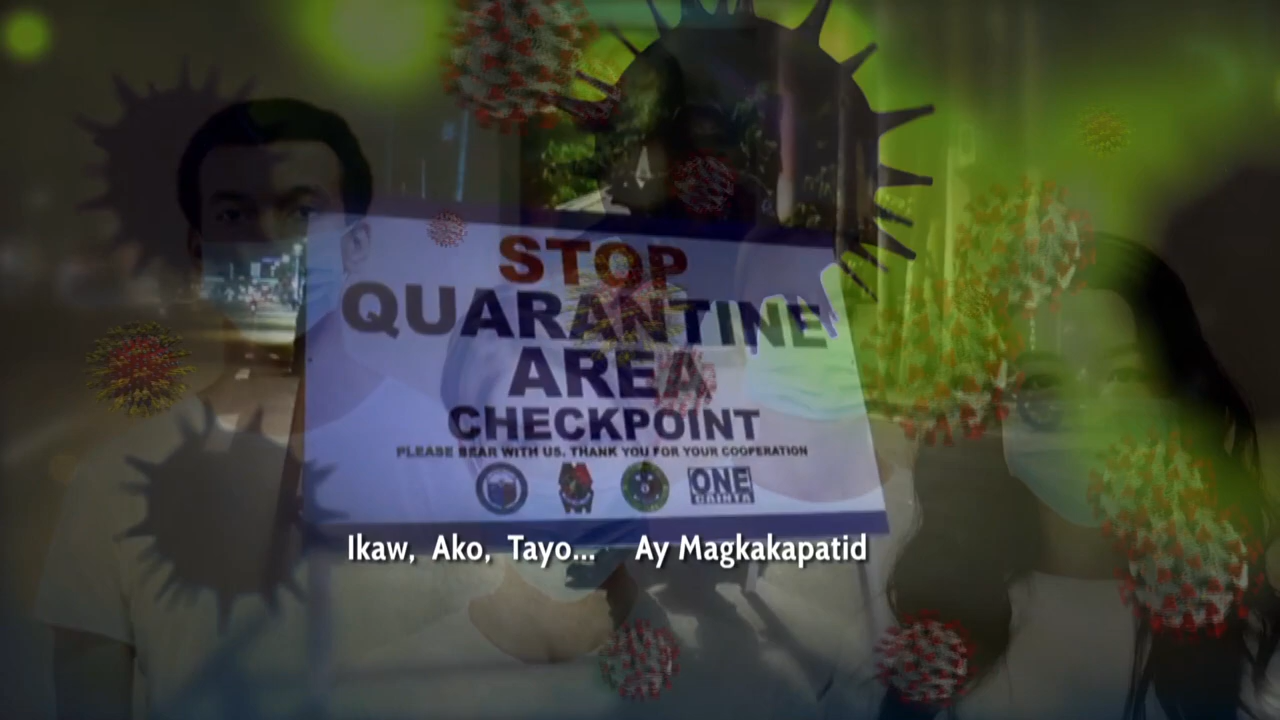 STOP
QUARANTINE
AREA
CHECKPOINT
PLEASE BEAR WITH US. THANK YOU FOR YOUR COOPERATION
ONE
CAINTA
Ikaw, Ako, Tayo... Ay Magkakapatid